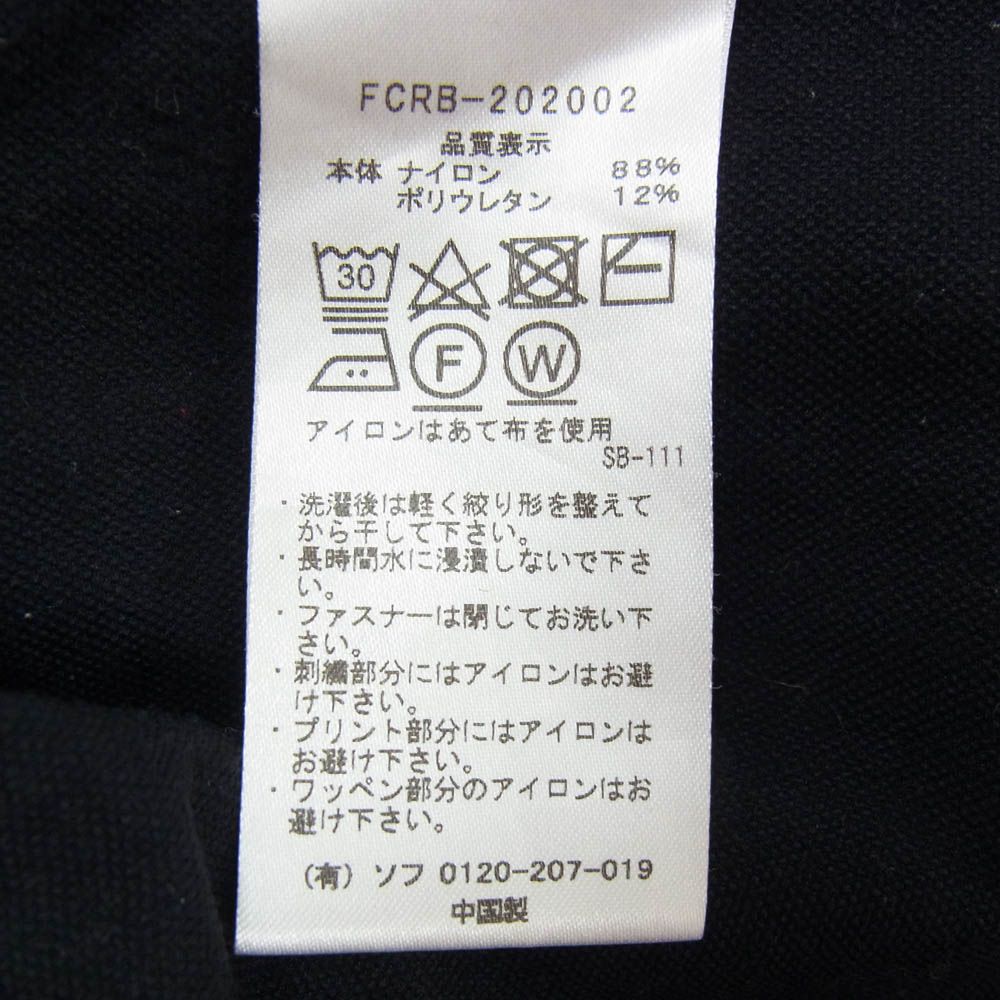 FCRB-202002
品質表示
本体 ナイロン 88%
ポリウレタン 12%
30
F W
アイロンはあて布を使用
SB-111
・洗濯後は軽く絞り形を整えて
から干して下さい。
・長時間水に浸漬しないで下さ
い。
・ファスナーは閉じてお洗い下
さい。
・刺繍部分にはアイロンはお避
け下さい。
・プリント部分にはアイロンは
お避け下さい。
・ワッペン部分のアイロンはお
避け下さい。
(有) ソフ 0120-207-019
中国製